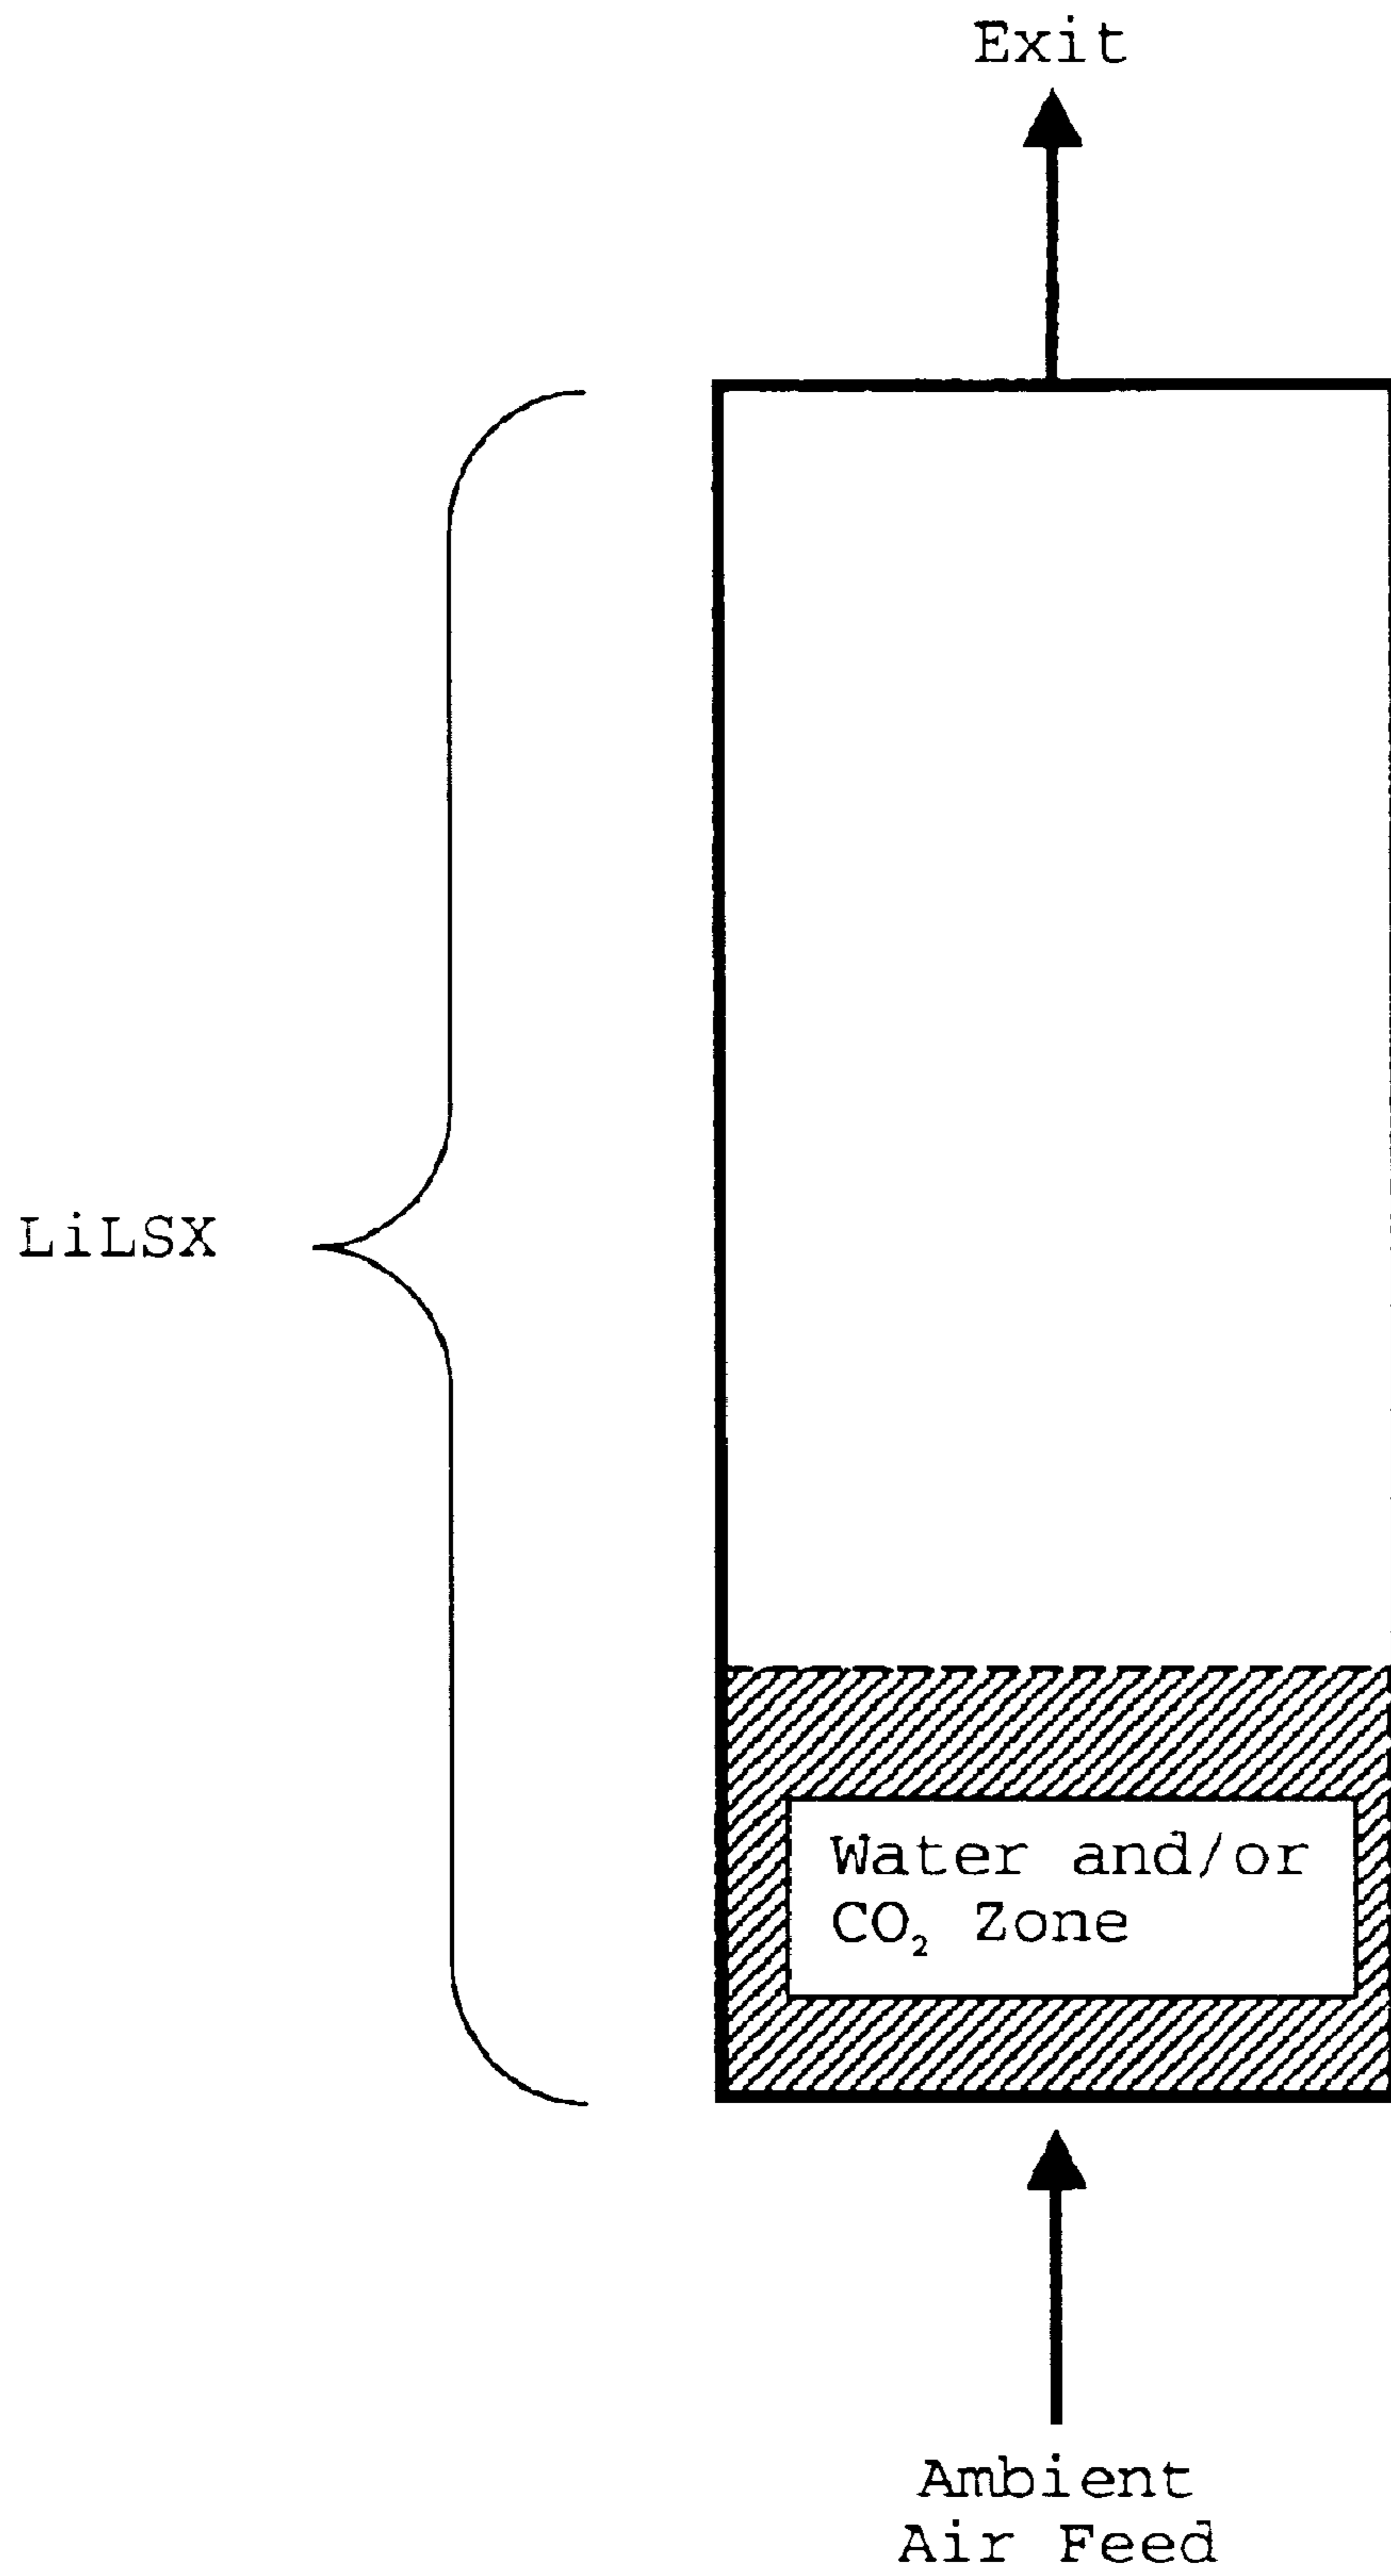 Exit
LiLSX
Water and/or
CO₂ Zone
Ambient
Air Feed